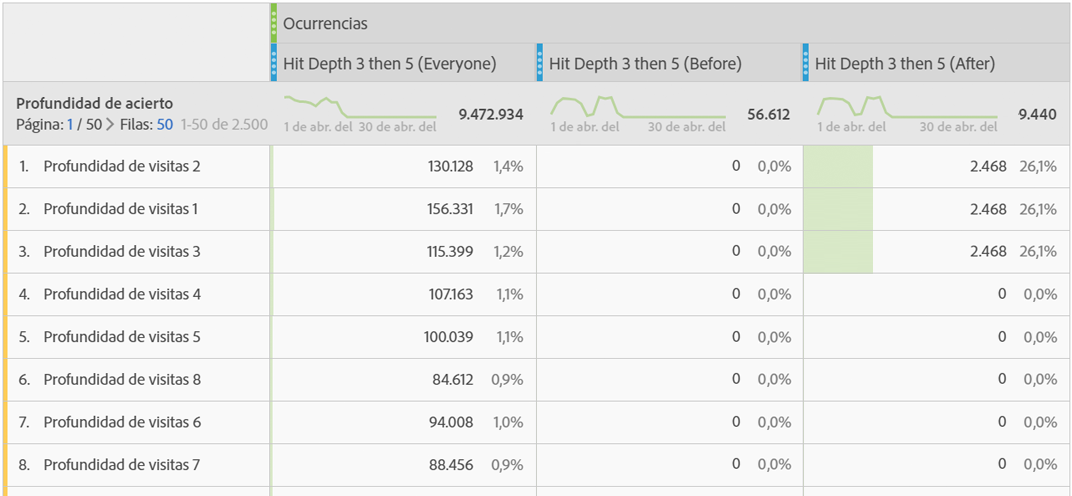 Ocurrencias
Hit Depth 3 then 5 (Everyone) Hit Depth 3 then 5 (Before) Hit Depth 3 then 5 (After)
Profundidad de acierto
Página: 1 / 50 > Filas: 50 1-50 de 2.500
1 de abr. del 30 de abr. del 9.472.934 1 de abr. del 30 de abr. del 56.612 1 de abr. del 30 de abr. del 9.440
1. Profundidad de visitas 2 130.128 1,4% 0 0,0% 2.468 26,1%
2. Profundidad de visitas 1 156.331 1,7% 0 0,0% 2.468 26,1%
3. Profundidad de visitas 3 115.399 1,2% 0 0,0% 2.468 26,1%
4. Profundidad de visitas 4 107.163 1,1% 0 0,0% 0 0,0%
5. Profundidad de visitas 5 100.039 1,1% 0 0,0% 0 0,0%
6. Profundidad de visitas 8 84.612 0,9% 0 0,0% 0 0,0%
7. Profundidad de visitas 6 94.008 1,0% 0 0,0% 0 0,0%
8. Profundidad de visitas 7 88.456 0,9% 0 0,0% 0 0,0%